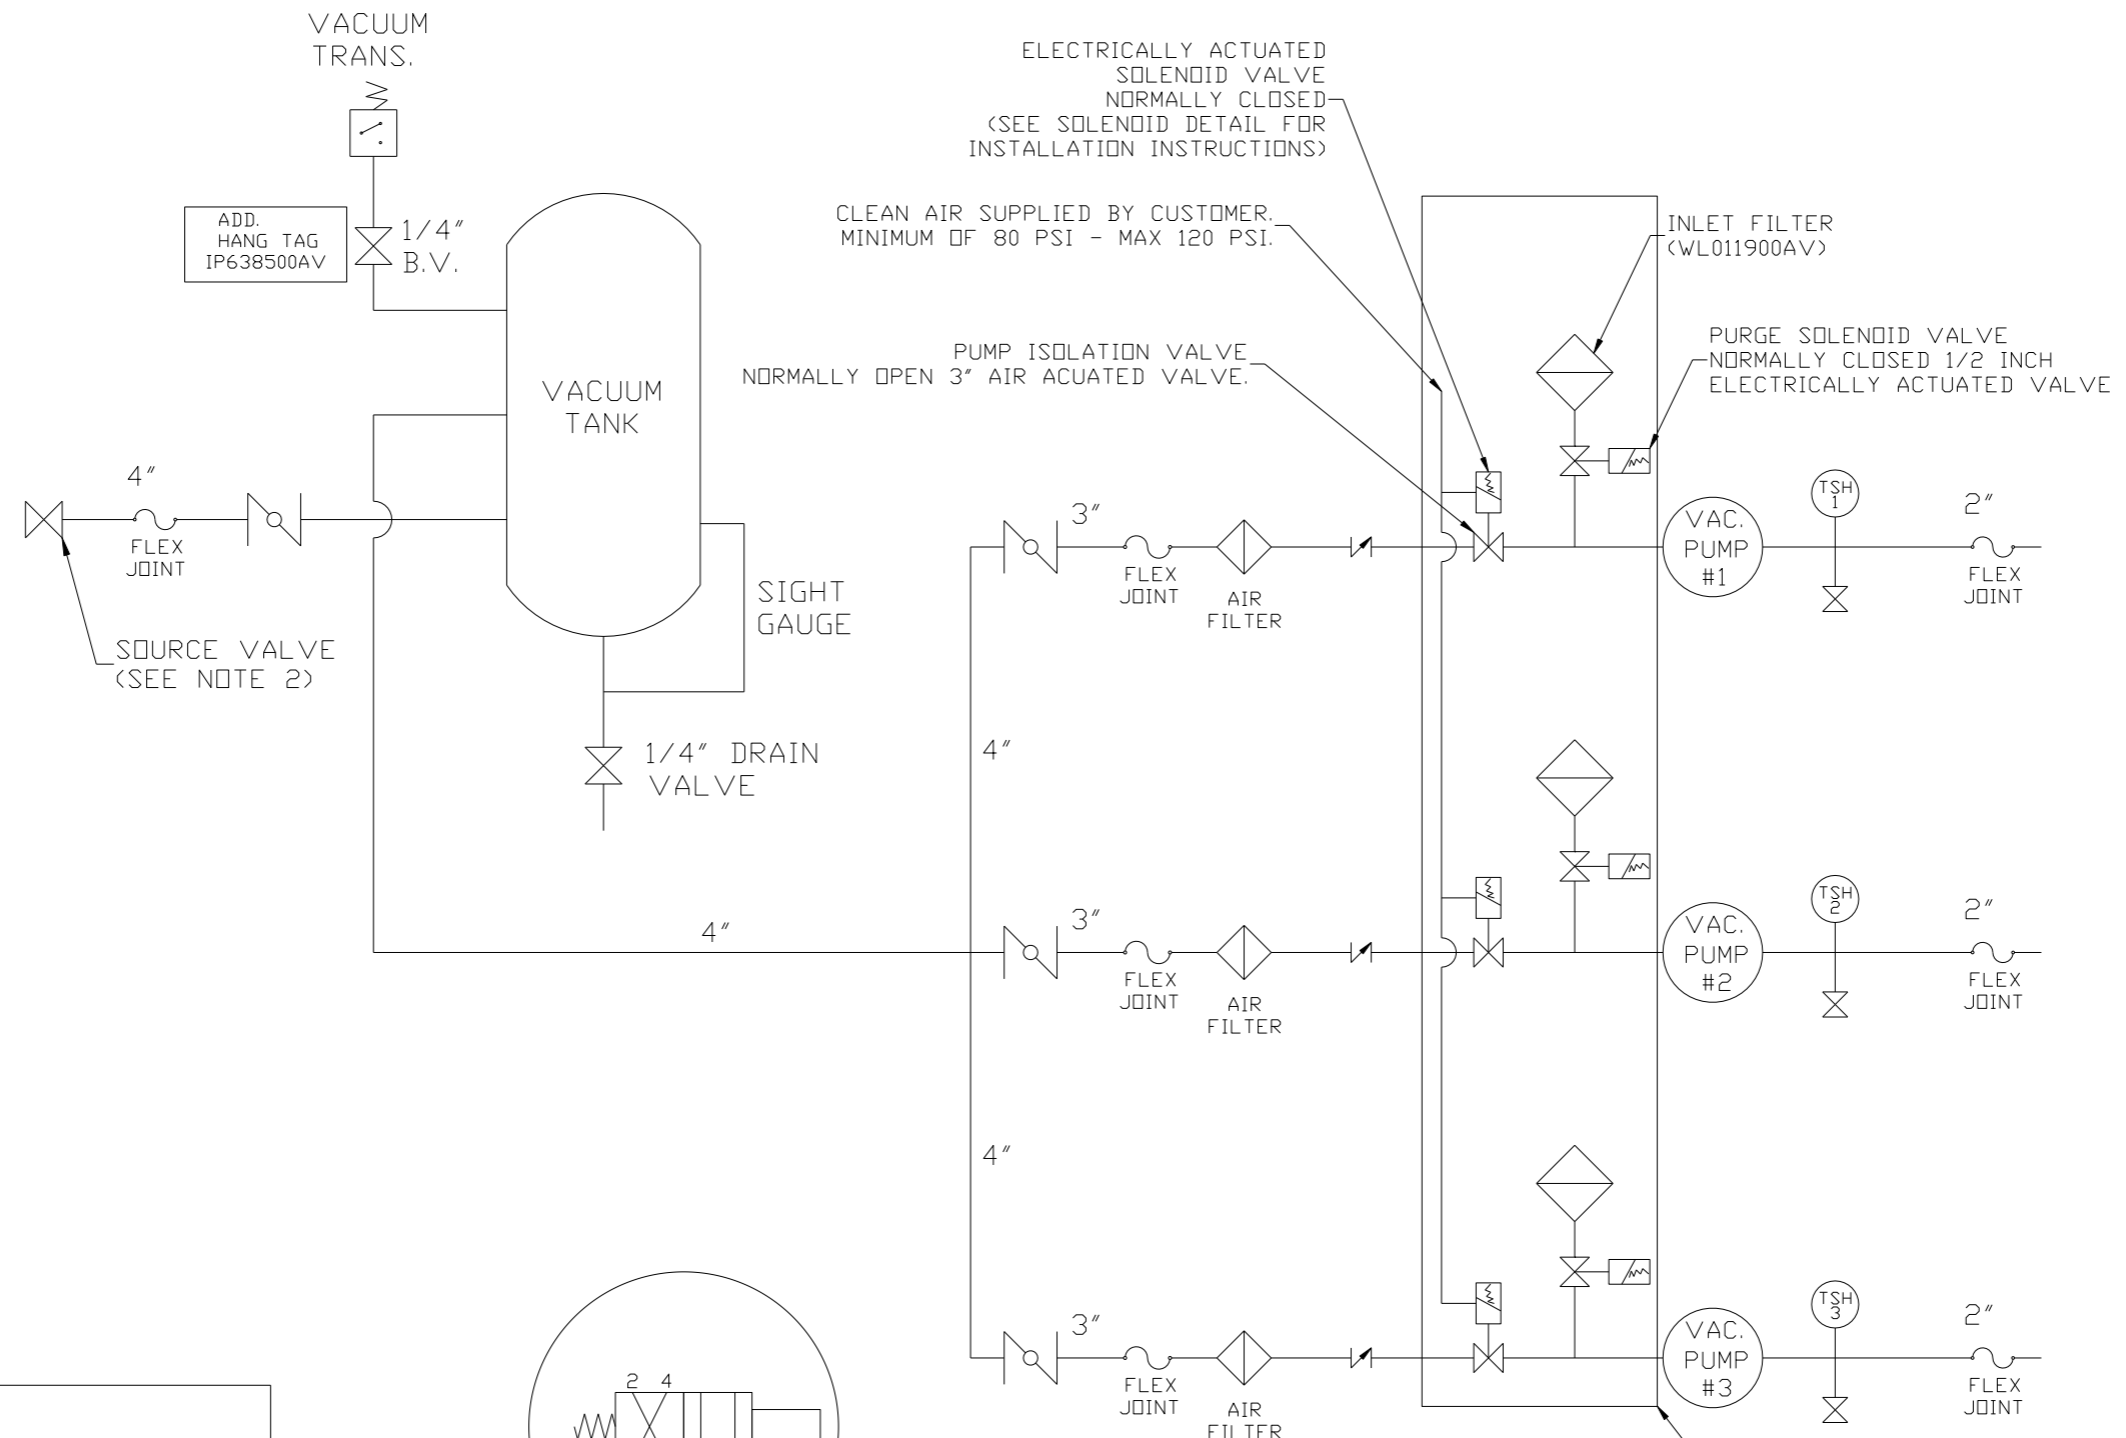 VACUUM
TRANS.
ADD.
HANG TAG
IP638500AV
1/4"
B.V.
VACUUM
TANK
4"
FLEX
JOINT
SOURCE VALVE
(SEE NOTE 2)
SIGHT
GAUGE
1/4" DRAIN
VALVE
4"
ELECTRICALLY ACTUATED
SOLENOID VALVE
NORMALLY CLOSED
(SEE SOLENOID DETAIL FOR
INSTALLATION INSTRUCTIONS)
CLEAN AIR SUPPLIED BY CUSTOMER.
MINIMUM OF 80 PSI - MAX 120 PSI.
PUMP ISOLATION VALVE
NORMALLY OPEN 3" AIR ACUATED VALVE.
INLET FILTER
(WL011900AV)
PURGE SOLENOID VALVE
NORMALLY CLOSED 1/2 INCH
ELECTRICALLY ACTUATED VALVE
3"
FLEX
JOINT
AIR
FILTER
VAC.
PUMP
#1
TSH
1
2"
FLEX
JOINT
4"
3"
FLEX
JOINT
AIR
FILTER
VAC.
PUMP
#2
TSH
2
2"
FLEX
JOINT
4"
3"
FLEX
JOINT
AIR
FILTER
VAC.
PUMP
#3
TSH
3
2"
FLEX
JOINT
2 4